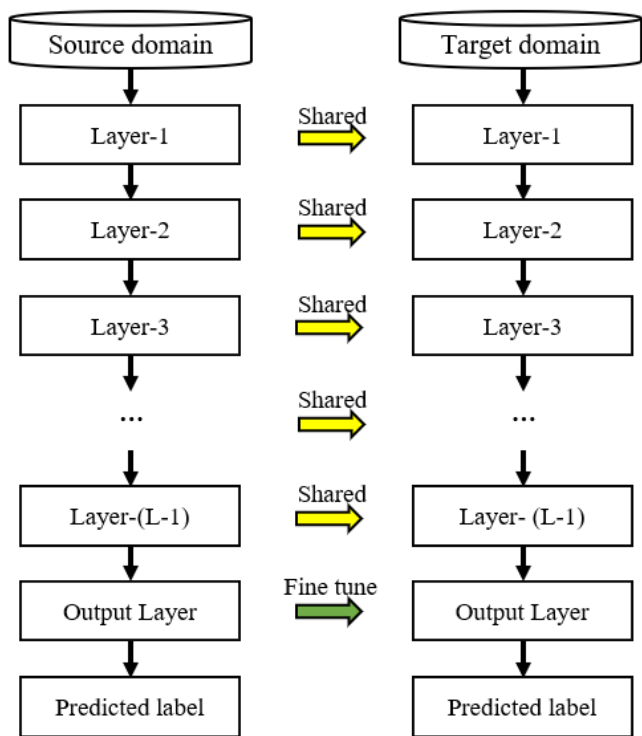 Source domain
Target domain
Shared
Layer-1
Layer-1
Shared
Layer-2
Layer-2
Shared
Layer-3
Layer-3
Shared
...
...
Shared
Layer-(L-1)
Layer- (L-1)
Fine tune
Output Layer
Output Layer
Predicted label
Predicted label